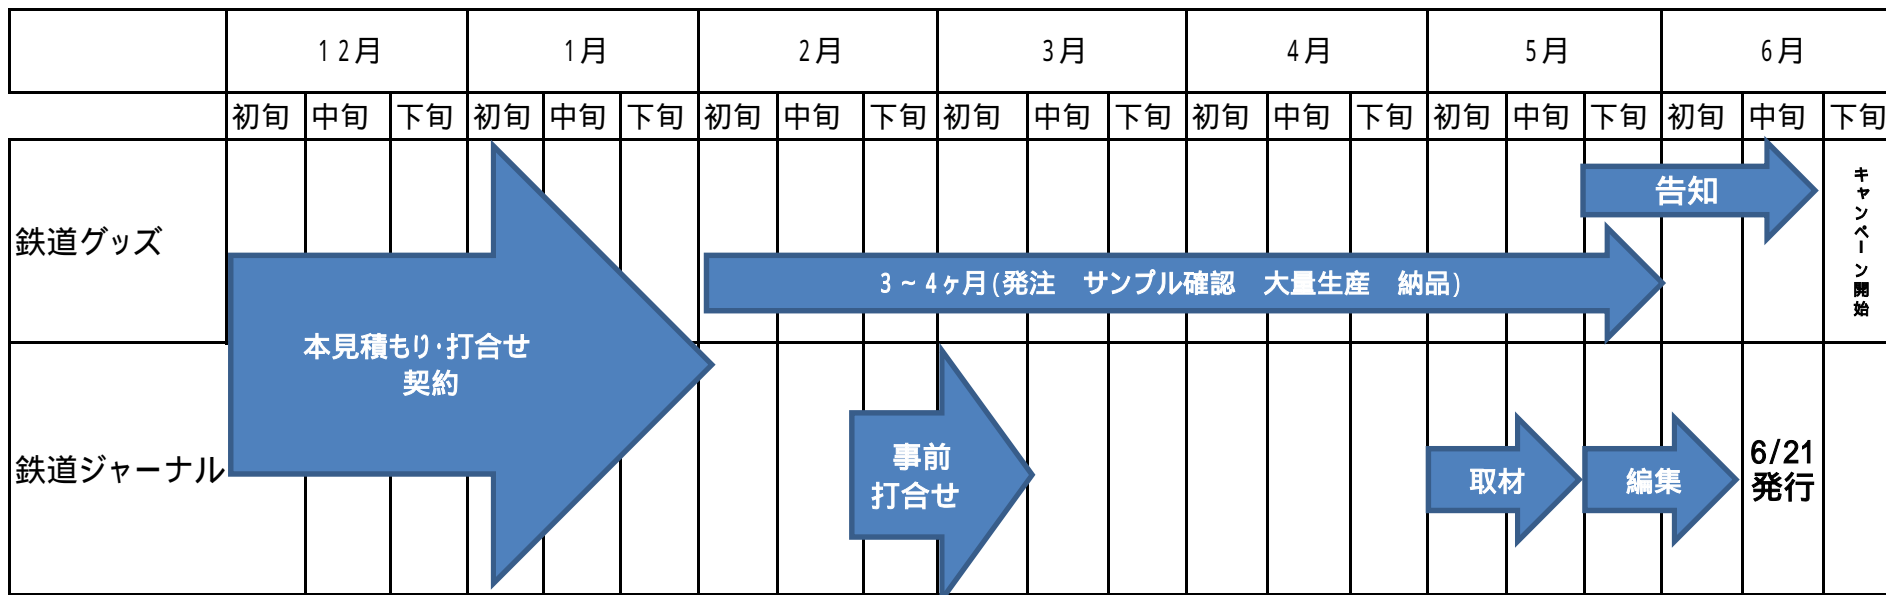 12月 1月 2月 3月 4月 5月 6月
初旬 中旬 下旬 初旬 中旬 下旬 初旬 中旬 下旬 初旬 中旬 下旬 初旬 中旬 下旬 初旬 中旬 下旬 初旬 中旬 下旬
鉄道グッズ
告知
キャンペーン開始
3~4ヶ月(発注　サンプル確認　大量生産　納品)
本見積もり・打合せ
契約
鉄道ジャーナル
事前
打合せ
取材
編集
6/21
発行